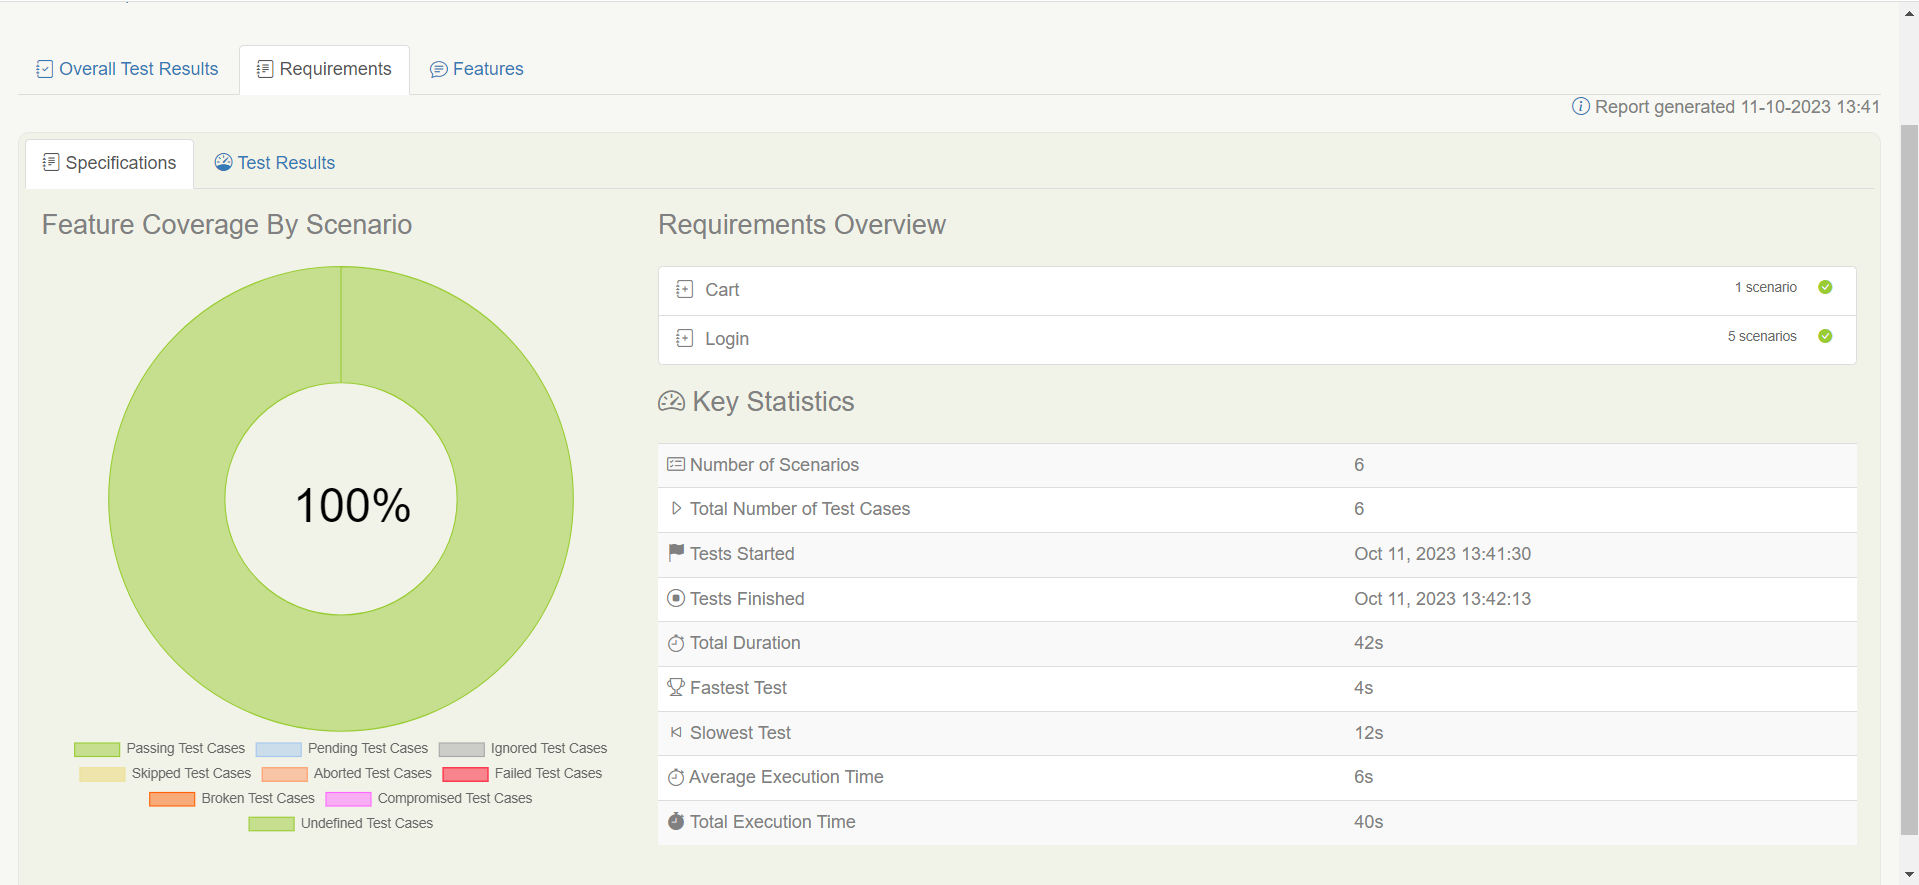 Overall Test Results
Requirements
Features
Report generated 11-10-2023 13:41
Specifications
Test Results
Feature Coverage By Scenario
100%
Passing Test Cases
Pending Test Cases
Ignored Test Cases
Skipped Test Cases
Aborted Test Cases
Failed Test Cases
Broken Test Cases
Compromised Test Cases
Undefined Test Cases
Requirements Overview
Cart 1 scenario
Login 5 scenarios
Key Statistics
Number of Scenarios 6
Total Number of Test Cases 6
Tests Started Oct 11, 2023 13:41:30
Tests Finished Oct 11, 2023 13:42:13
Total Duration 42s
Fastest Test 4s
Slowest Test 12s
Average Execution Time 6s
Total Execution Time 40s